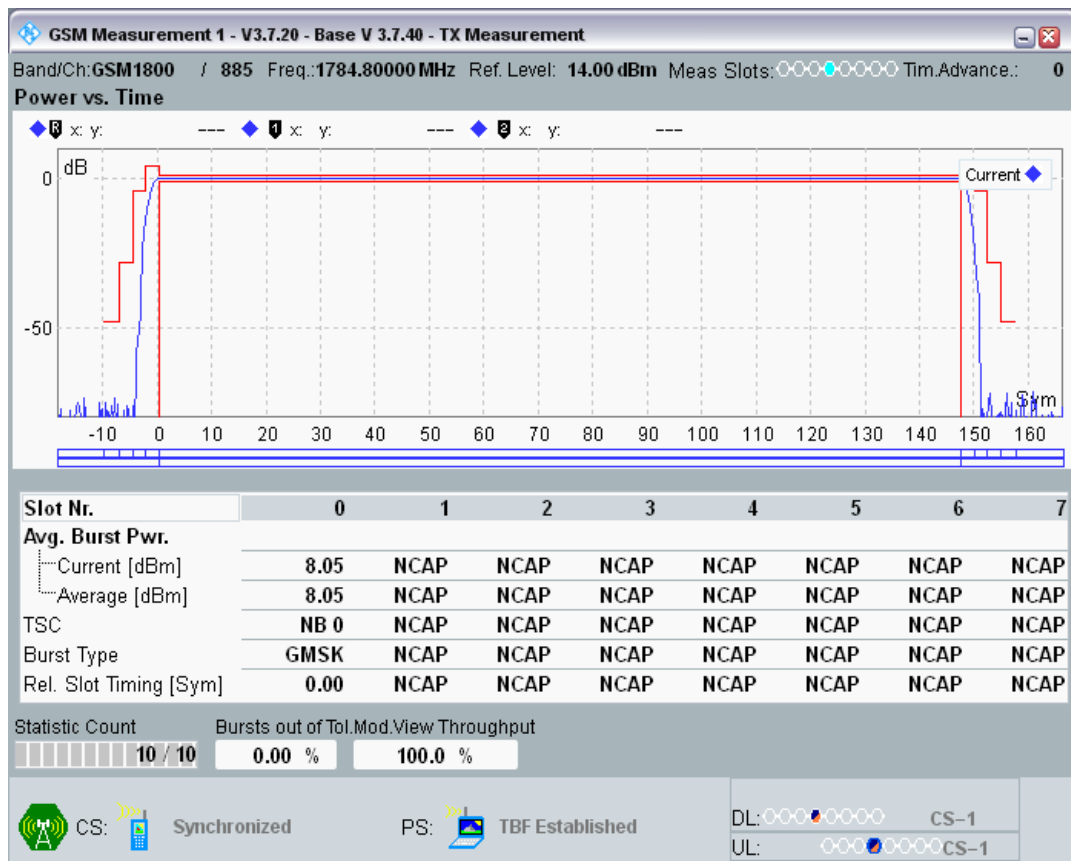 GSM Measurement 1 - V3.7.20 - Base V 3.7.40 - TX Measurement
Band/Ch:GSM1800 / 885 Freq.:1784.80000 MHz Ref. Level: 14.00 dBm Meas Slots: Tim.Advance.: 0
Power vs. Time
R x: y: --- 1 x: y: --- 2 x: y: ---
dB
Current
0
-50
Sym
-10 0 10 20 30 40 50 60 70 80 90 100 110 120 130 140 150 160
Slot Nr. 0 1 2 3 4 5 6 7
Avg. Burst Pwr.
Current [dBm] 8.05 NCAP NCAP NCAP NCAP NCAP NCAP NCAP
Average [dBm] 8.05 NCAP NCAP NCAP NCAP NCAP NCAP NCAP
TSC NB 0 NCAP NCAP NCAP NCAP NCAP NCAP NCAP
Burst Type GMSK NCAP NCAP NCAP NCAP NCAP NCAP NCAP
Rel. Slot Timing [Sym] 0.00 NCAP NCAP NCAP NCAP NCAP NCAP NCAP
Statistic Count Bursts out of Tol.Mod.View Throughput
10 / 10 0.00 % 100.0 %
CS: Synchronized PS: TBF Established
DL: CS-1
UL: CS-1